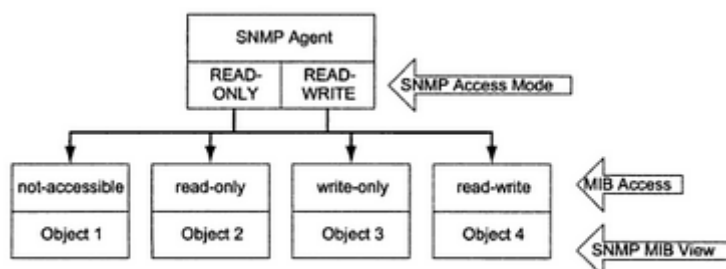 SNMP Agent
READ-
ONLY
READ-
WRITE
SNMP Access Mode
not-accessible
read-only
write-only
read-write
MIB Access
Object 1
Object 2
Object 3
Object 4
SNMP MIB View